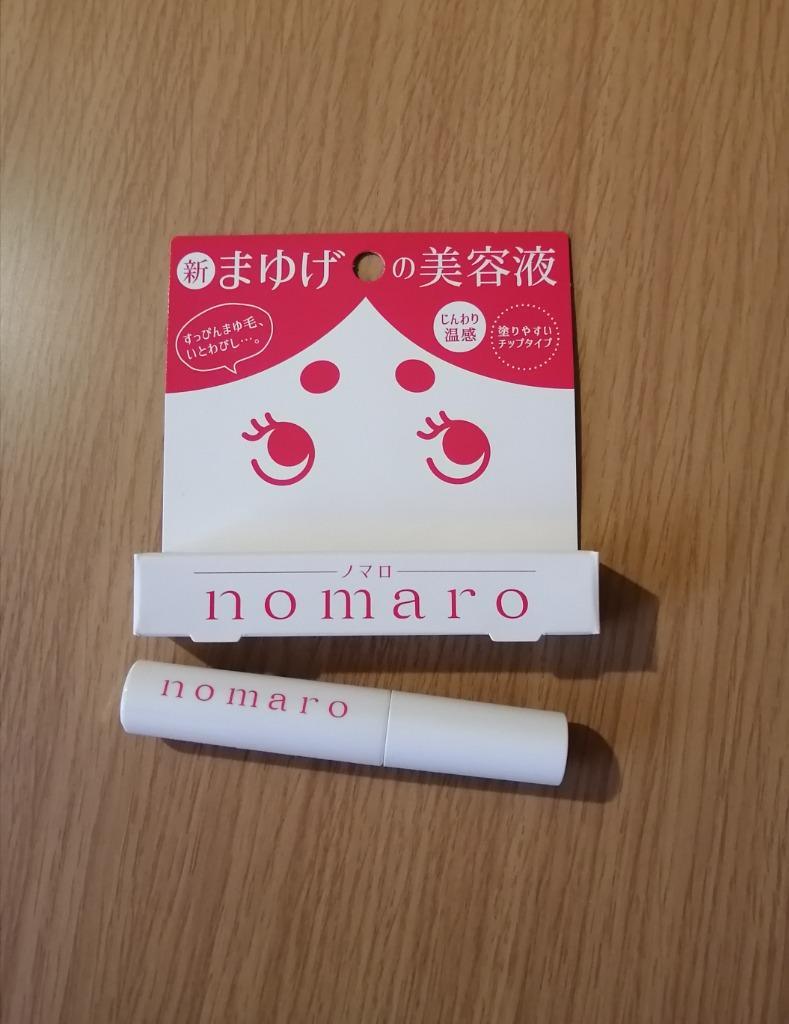 新まゆげの美容液
すっぴんまゆ毛、
いとわびし…。
じんわり
温感
塗りやすい
チップタイプ
ノマロ
nomaro
nomaro